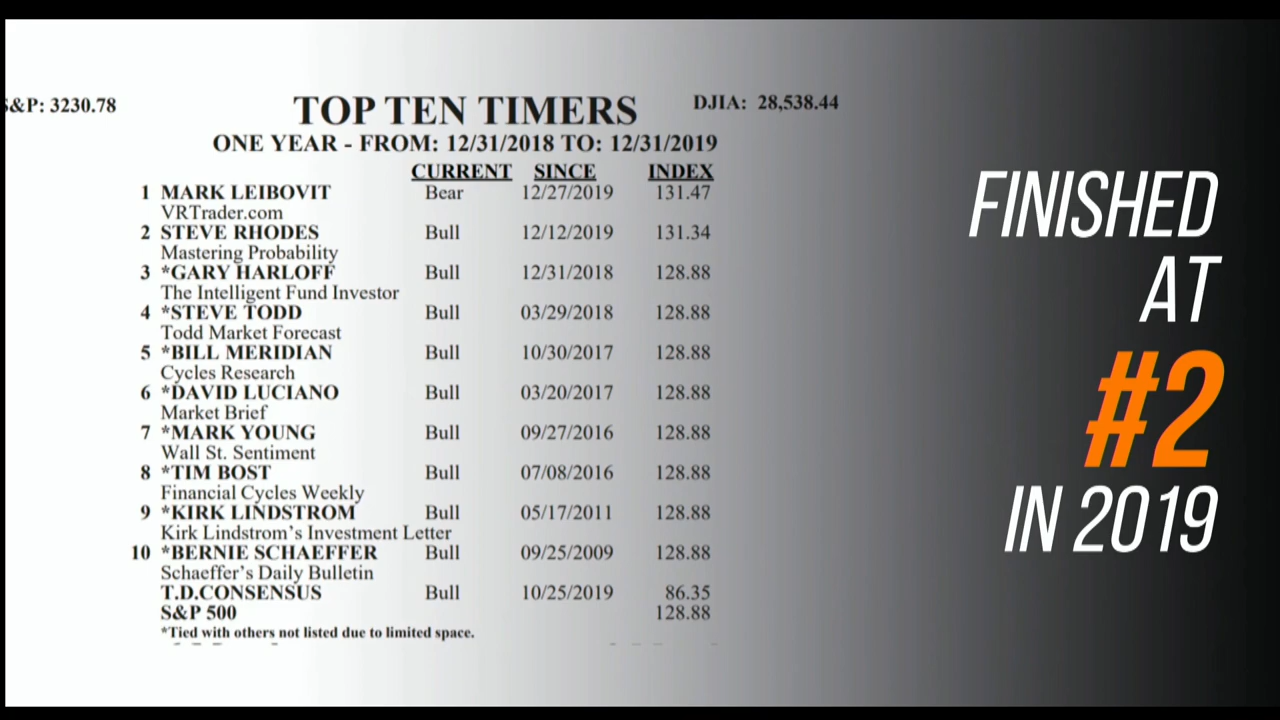 S&P: 3230.78
TOP TEN TIMERS
DJIA: 28,538.44
ONE YEAR - FROM: 12/31/2018 TO: 12/31/2019
CURRENT SINCE INDEX
1 MARK LEIBOVIT Bear 12/27/2019 131.47
VRTrader.com
2 STEVE RHODES Bull 12/12/2019 131.34
Mastering Probability
3 *GARY HARLOFF Bull 12/31/2018 128.88
The Intelligent Fund Investor
4 *STEVE TODD Bull 03/29/2018 128.88
Todd Market Forecast
5 *BILL MERIDIAN Bull 10/30/2017 128.88
Cycles Research
6 *DAVID LUCIANO Bull 03/20/2017 128.88
Market Brief
7 *MARK YOUNG Bull 09/27/2016 128.88
Wall St. Sentiment
8 *TIM BOST Bull 07/08/2016 128.88
Financial Cycles Weekly
9 *KIRK LINDSTROM Bull 05/17/2011 128.88
Kirk Lindstrom's Investment Letter
10 *BERNIE SCHAEFFER Bull 09/25/2009 128.88
Schaeffer's Daily Bulletin
T.D.CONSENSUS Bull 10/25/2019 86.35
S&P 500 128.88
*Tied with others not listed due to limited space.
FINISHED
AT
#2
IN 2019